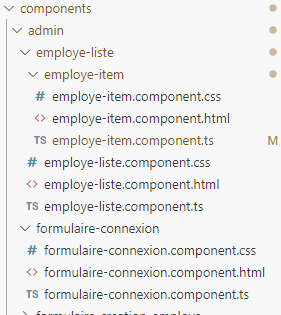 components
admin
employe-liste
employe-item
# employe-item.component.css
<> employe-item.component.html
TS employe-item.component.ts M
# employe-liste.component.css
<> employe-liste.component.html
TS employe-liste.component.ts
formulaire-connexion
# formulaire-connexion.component.css
<> formulaire-connexion.component.html
TS formulaire-connexion.component.ts